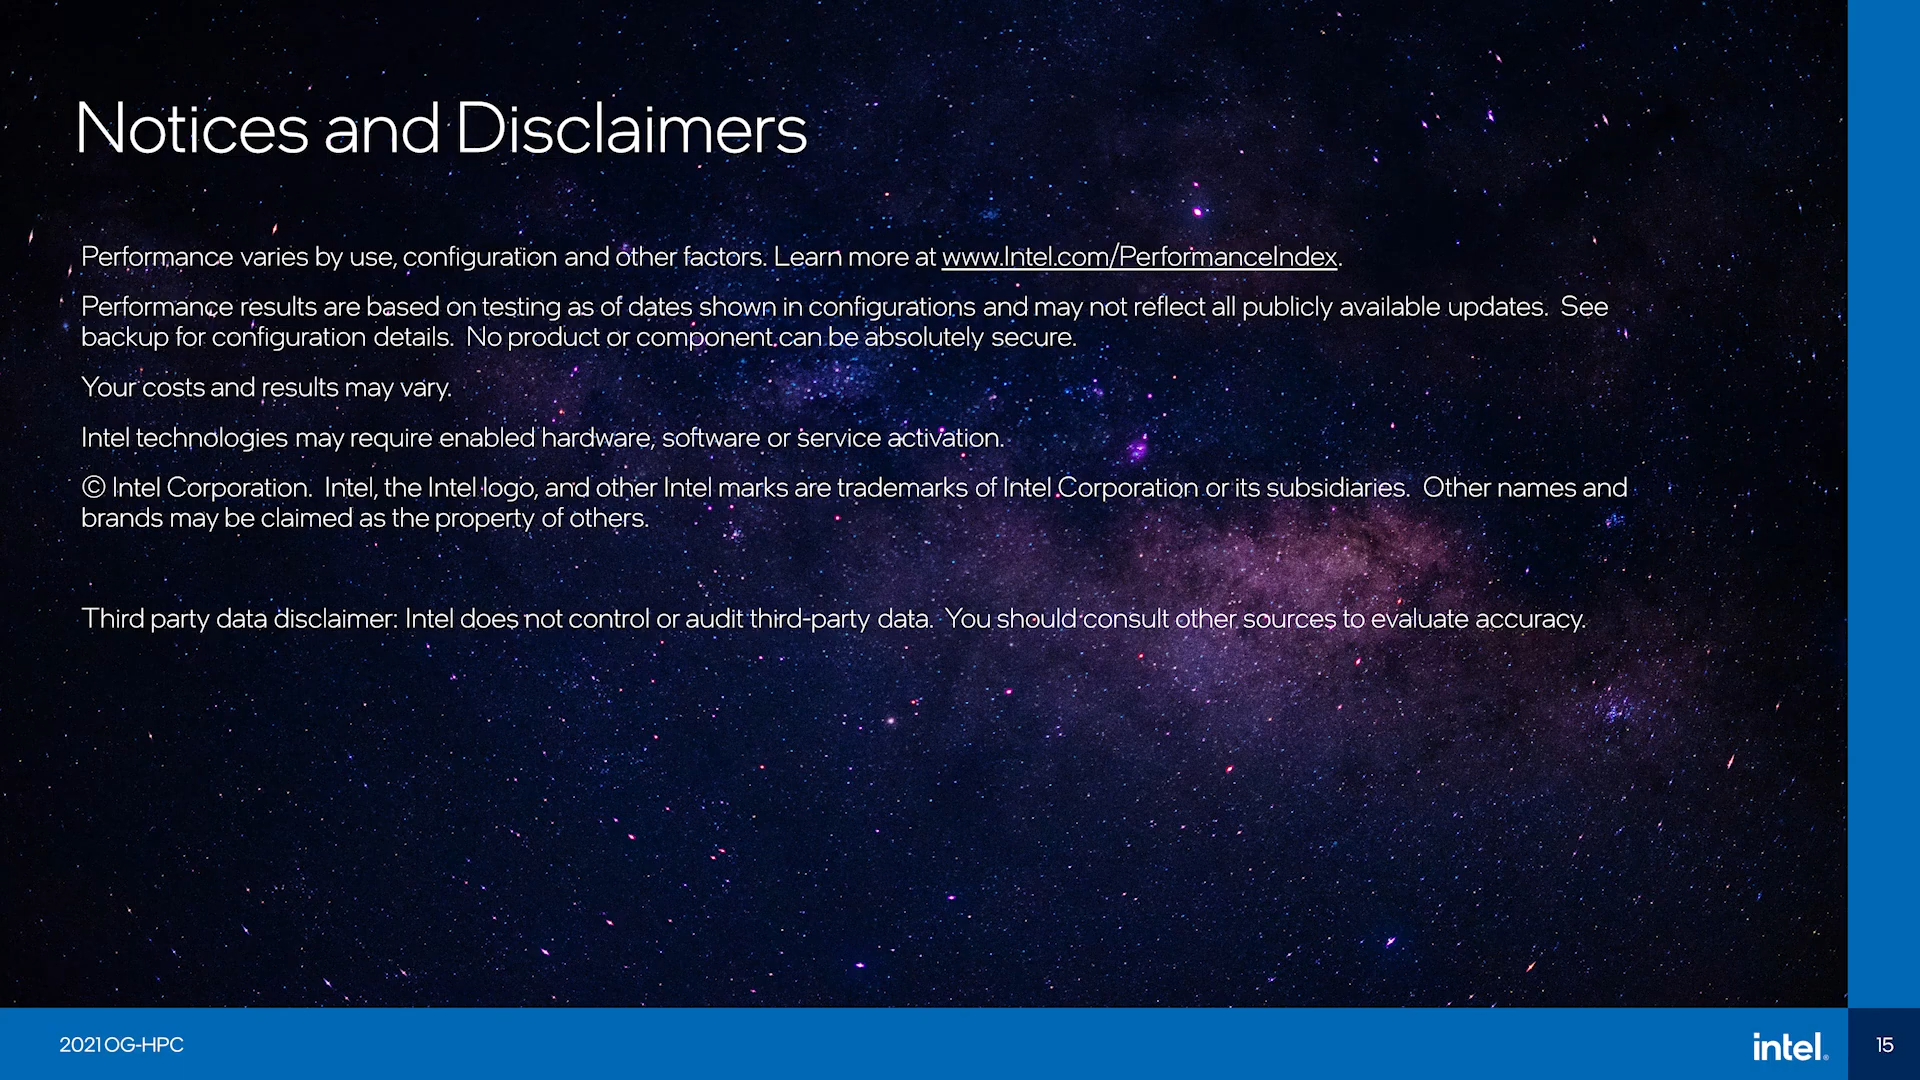 Notices and Disclaimers
Performance varies by use, configuration and other factors. Learn more at www.Intel.com/PerformanceIndex.
Performance results are based on testing as of dates shown in configurations and may not reflect all publicly available updates.  See
backup for configuration details.  No product or component can be absolutely secure.
Your costs and results may vary.
Intel technologies may require enabled hardware, software or service activation.
© Intel Corporation.  Intel, the Intel logo, and other Intel marks are trademarks of Intel Corporation or its subsidiaries.  Other names and
brands may be claimed as the property of others.
Third party data disclaimer: Intel does not control or audit third-party data.  You should consult other sources to evaluate accuracy.
2021 OG-HPC
intel®
15